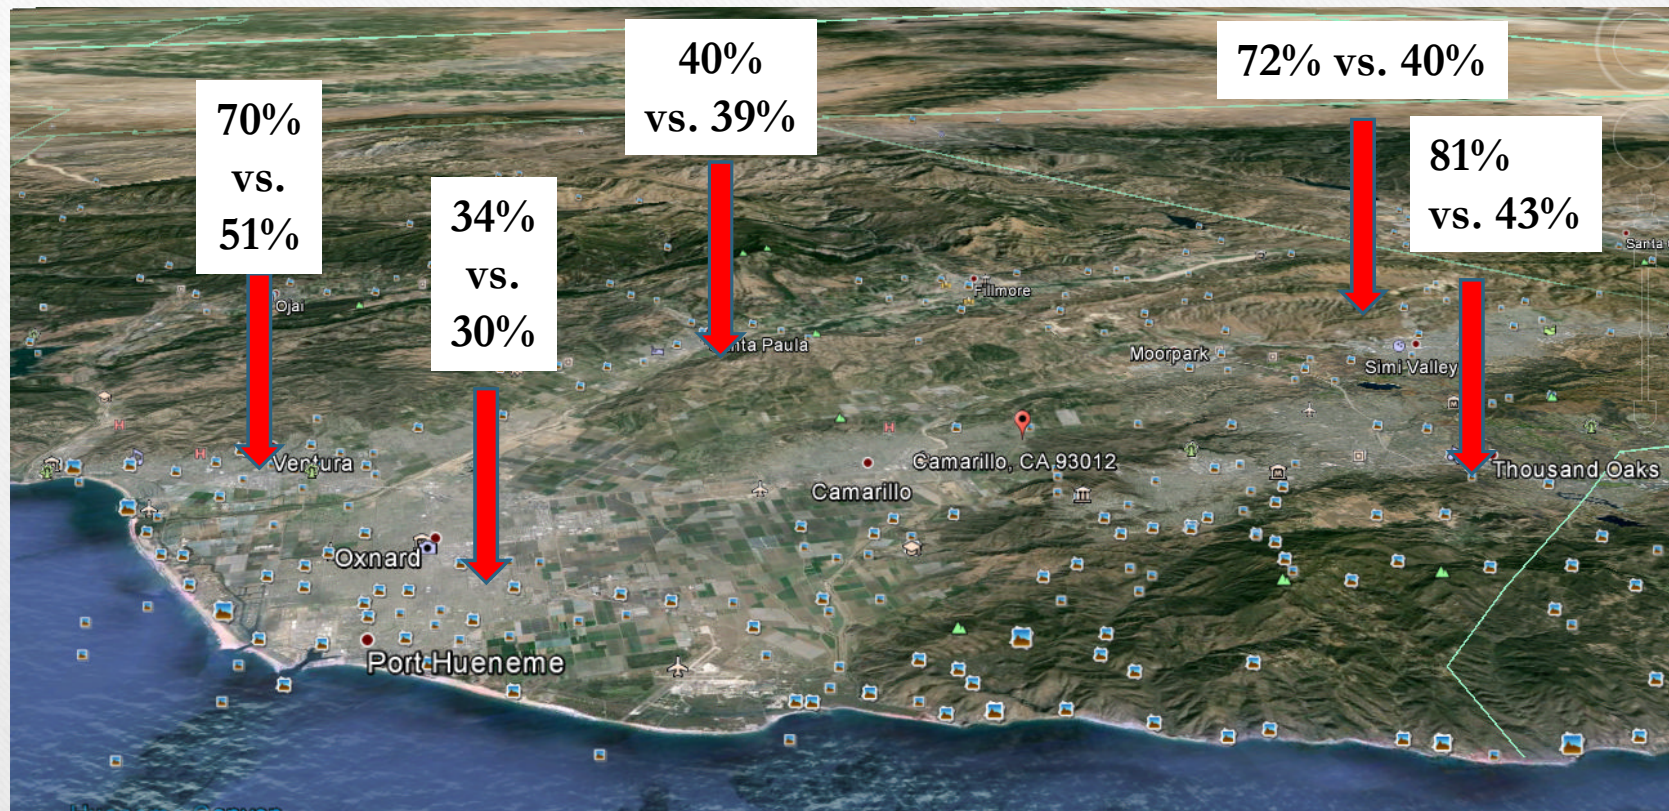 40%
vs. 39%
72% vs. 40%
70%
vs.
51%
81%
vs. 43%
34%
vs.
30%
Santa
Ojai
Fillmore
Paula
Moorpark
Simi Valley
Ventura
Camarillo, CA 93012
Thousand Oaks
Camarillo
Oxnard
Port Hueneme
H
H
H